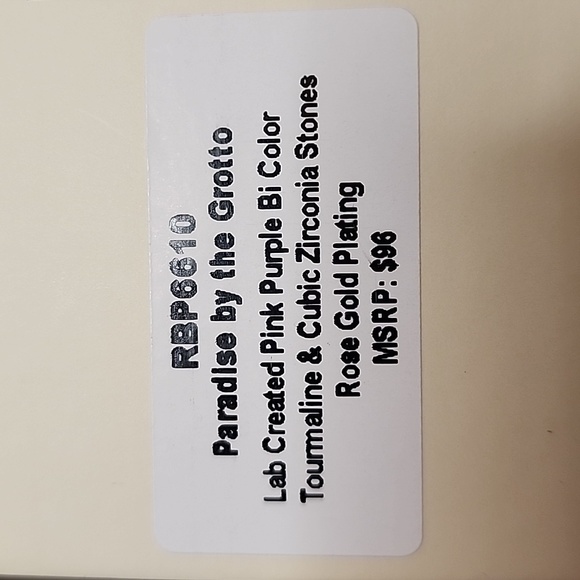 RBP6610
Paradise by the Grotto
Lab Created Pink Purple Bi Color
Tourmaline & Cubic Zirconia Stones
Rose Gold Plating
MSRP: $96